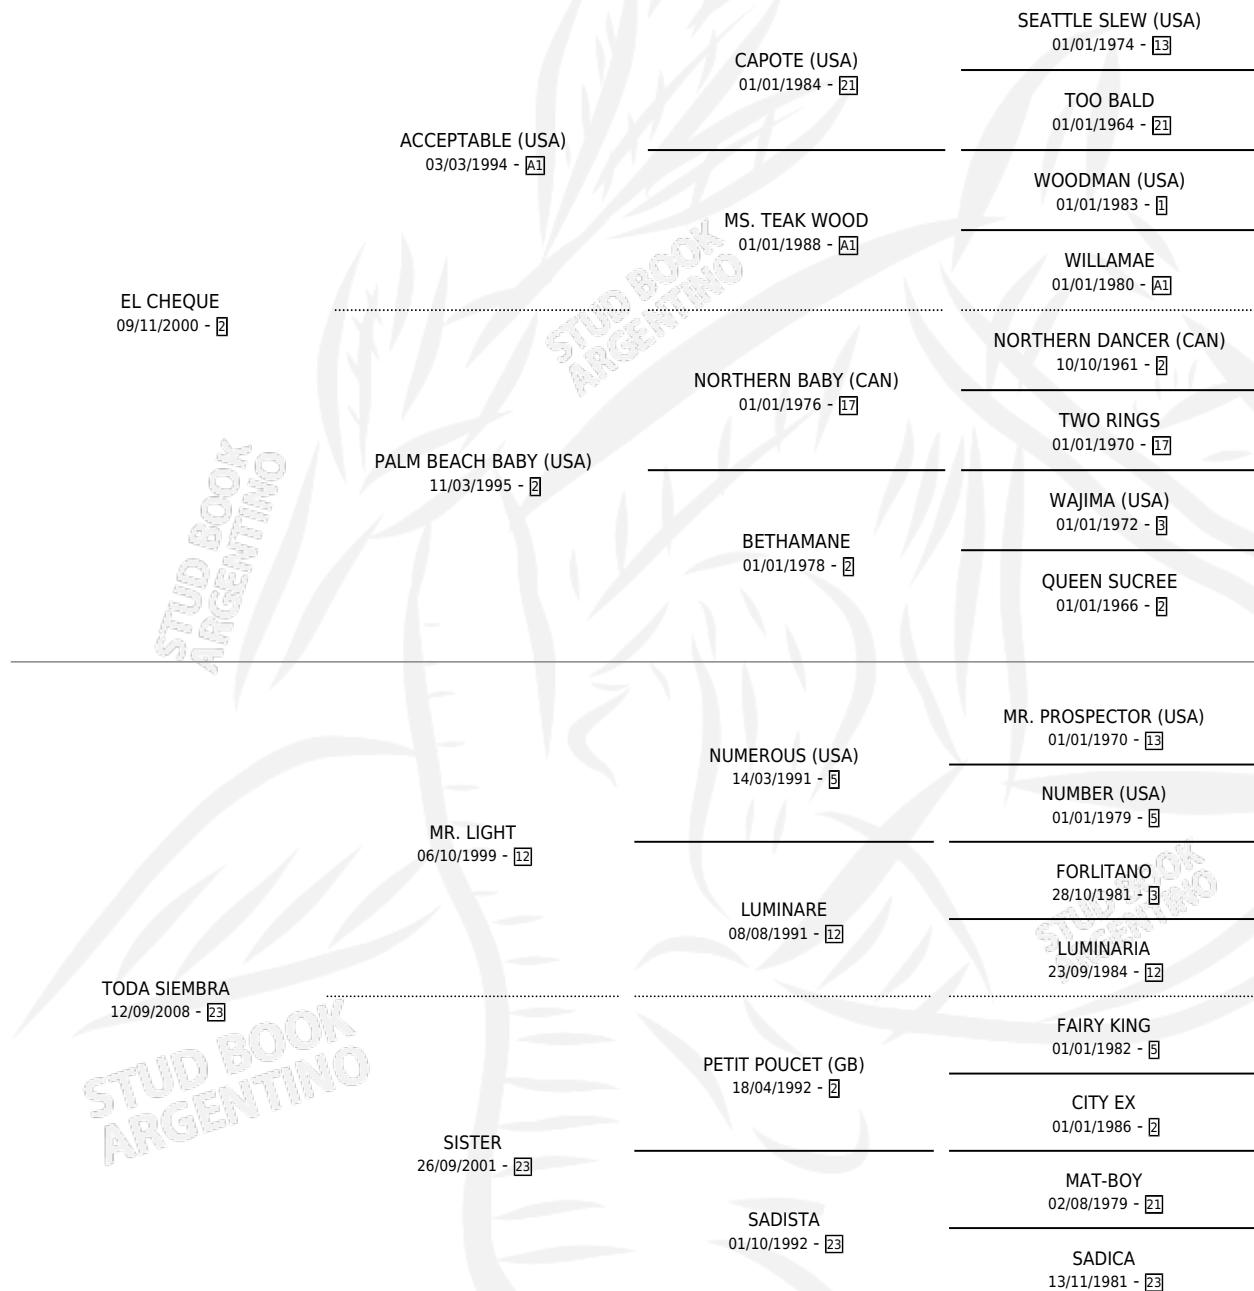 SEATTLE SLEW (USA)
01/01/1974 - 13
CAPOTE (USA)
01/01/1984 - 21
TOO BALD
01/01/1964 - 21
ACCEPTABLE (USA)
03/03/1994 - A1
WOODMAN (USA)
01/01/1983 - 1
MS. TEAK WOOD
01/01/1988 - A1
WILLAMAE
01/01/1980 - A1
STUD BOOK
ARGENTINO
EL CHEQUE
09/11/2000 - 2
NORTHERN DANCER (CAN)
10/10/1961 - 2
NORTHERN BABY (CAN)
01/01/1976 - 17
TWO RINGS
01/01/1970 - 17
PALM BEACH BABY (USA)
11/03/1995 - 2
WAJIMA (USA)
01/01/1972 - 3
BETHAMANE
01/01/1978 - 2
QUEEN SUCREE
01/01/1966 - 2
STUD BOOK
ARGENTINO
MR. PROSPECTOR (USA)
01/01/1970 - 13
NUMEROUS (USA)
14/03/1991 - 5
NUMBER (USA)
01/01/1979 - 5
MR. LIGHT
06/10/1999 - 12
FORLITANO
28/10/1981 - 3
LUMINARE
08/08/1991 - 12
STUD BOOK
ARGENTINO
LUMINARIA
23/09/1984 - 12
TODA SIEMBRA
12/09/2008 - 23
FAIRY KING
01/01/1982 - 5
PETIT POUCET (GB)
18/04/1992 - 2
CITY EX
01/01/1986 - 2
STUD BOOK
ARGENTINO
SISTER
26/09/2001 - 23
MAT-BOY
02/08/1979 - 21
SADISTA
01/10/1992 - 23
SADICA
13/11/1981 - 23